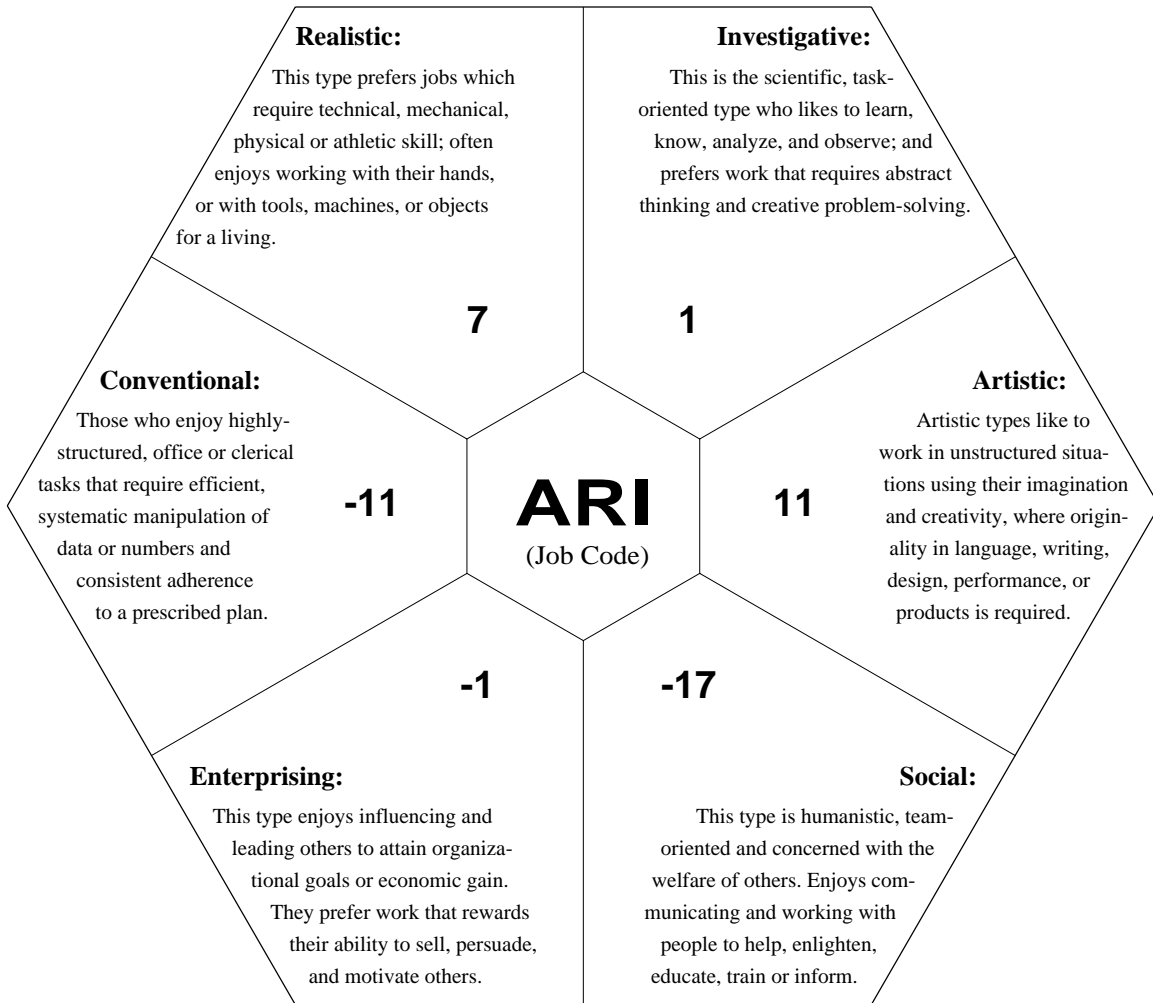 Realistic:
This type prefers jobs which
require technical, mechanical,
physical or athletic skill; often
enjoys working with their hands,
or with tools, machines, or objects
for a living.
7
Investigative:
This is the scientific, task-
oriented type who likes to learn,
know, analyze, and observe; and
prefers work that requires abstract
thinking and creative problem-solving.
1
Conventional:
Those who enjoy highly-
structured, office or clerical
tasks that require efficient,
systematic manipulation of
data or numbers and
consistent adherence
to a prescribed plan.
-11
ARI
(Job Code)
Artistic:
Artistic types like to
work in unstructured situa-
tions using their imagination
and creativity, where origin-
ality in language, writing,
design, performance, or
products is required.
11
-1
Enterprising:
This type enjoys influencing and
leading others to attain organiza-
tional goals or economic gain.
They prefer work that rewards
their ability to sell, persuade,
and motivate others.
-17
Social:
This type is humanistic, team-
oriented and concerned with the
welfare of others. Enjoys com-
municating and working with
people to help, enlighten,
educate, train or inform.